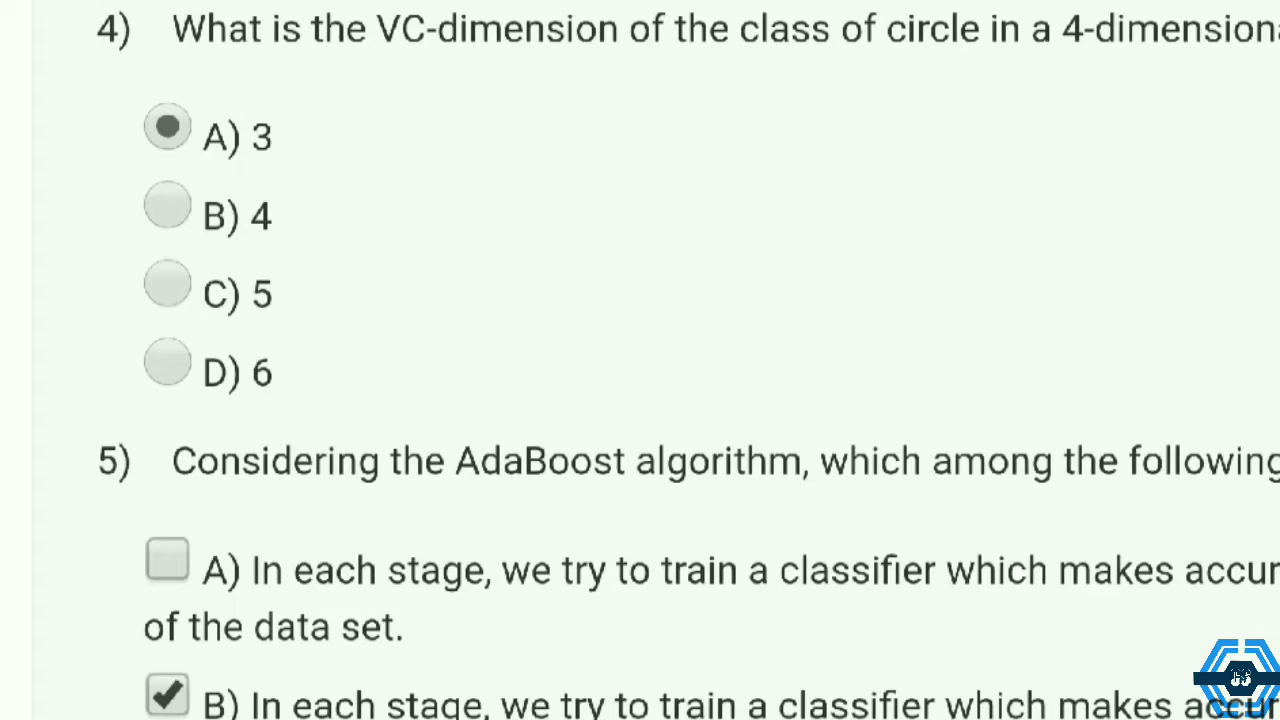 4) What is the VC-dimension of the class of circle in a 4-dimension
A) 3
B) 4
C) 5
D) 6
5) Considering the AdaBoost algorithm, which among the following
A) In each stage, we try to train a classifier which makes accur
of the data set.
B) In each stage, we try to train a classifier which makes accur